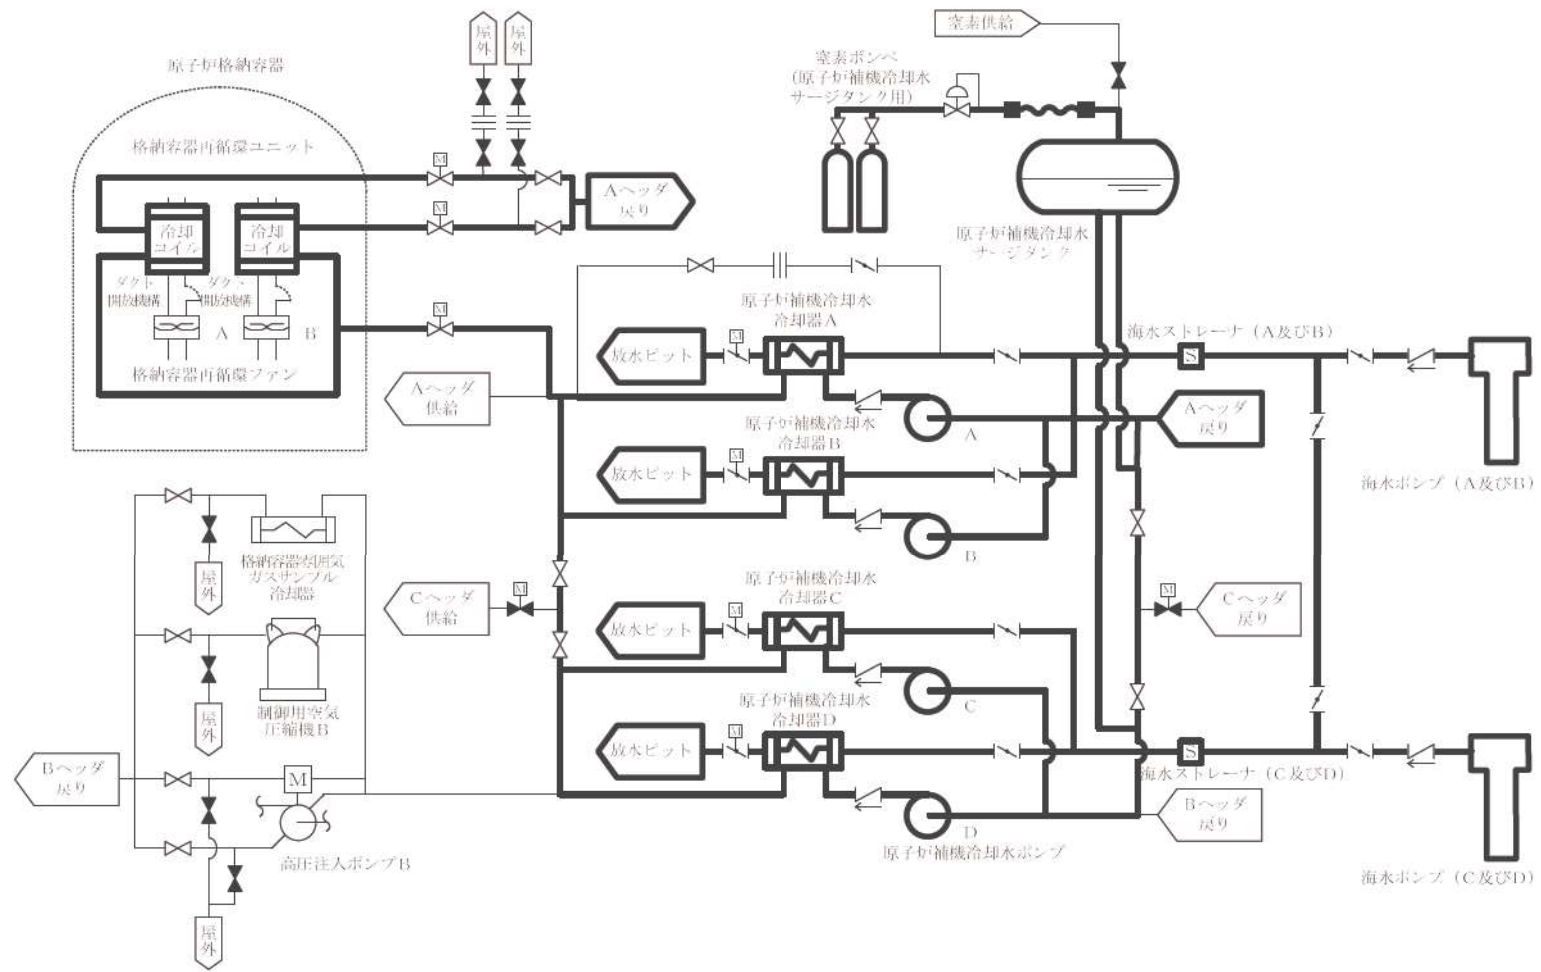 屋外
屋外
窒素供給
原子炉格納容器
窒素ボンベ
(原子炉補機冷却水
サージタンク用)
格納容器再循環ユニット
M
Aヘッダ
戻り
M
冷却
コイル
冷却
コイル
原子炉補機冷却水
サージタンク
ダクト
開放機構
ダクト
開放機構
A
B
M
格納容器再循環ファン
原子炉補機冷却水
冷却器A
放水ピット
M
海水ストレーナ (A及びB)
S
Aヘッダ
供給
A
Aヘッダ
戻り
原子炉補機冷却水
冷却器B
放水ピット
M
B
海水ポンプ (A及びB)
格納容器雰囲気
ガスサンプル
冷却器
屋外
Cヘッダ
供給
M
原子炉補機冷却水
冷却器C
放水ピット
M
M
Cヘッダ
戻り
C
制御用空気
圧縮機B
屋外
原子炉補機冷却水
冷却器D
放水ピット
M
S
海水ストレーナ (C及びD)
Bヘッダ
戻り
M
D
原子炉補機冷却水ポンプ
Bヘッダ
戻り
高圧注入ポンプB
海水ポンプ (C及びD)
屋外